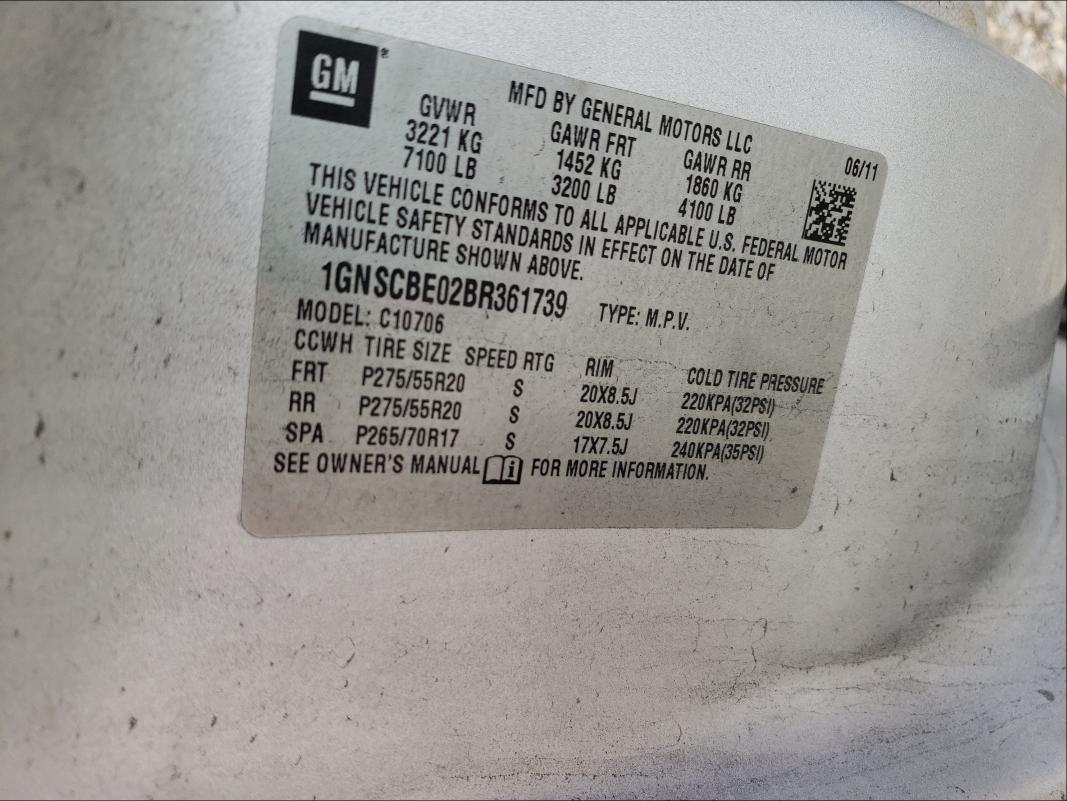 GM
MFD BY GENERAL MOTORS LLC
06/11
GVWR GAWR FRT GAWR RR
3221 KG 1452 KG 1860 KG
7100 LB 3200 LB 4100 LB
THIS VEHICLE CONFORMS TO ALL APPLICABLE U.S. FEDERAL MOTOR
VEHICLE SAFETY STANDARDS IN EFFECT ON THE DATE OF
MANUFACTURE SHOWN ABOVE.
1GNSCBE02BR361739 TYPE: M.P.V.
MODEL: C10706
CCWH TIRE SIZE SPEED RTG RIM COLD TIRE PRESSURE
FRT P275/55R20 S 20X8.5J 220KPA(32PSI)
RR P275/55R20 S 20X8.5J 220KPA(32PSI)
SPA P265/70R17 S 17X7.5J 240KPA(35PSI)
SEE OWNER'S MANUAL FOR MORE INFORMATION.